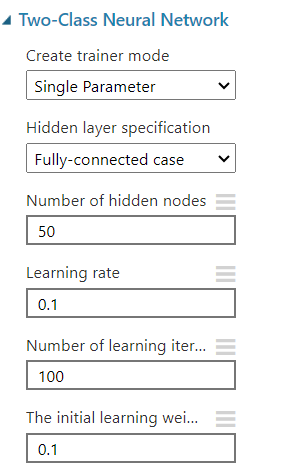 Two-Class Neural Network
Create trainer mode
Single Parameter
Hidden layer specification
Fully-connected case
Number of hidden nodes
50
Learning rate
0.1
Number of learning iter...
100
The initial learning wei...
0.1